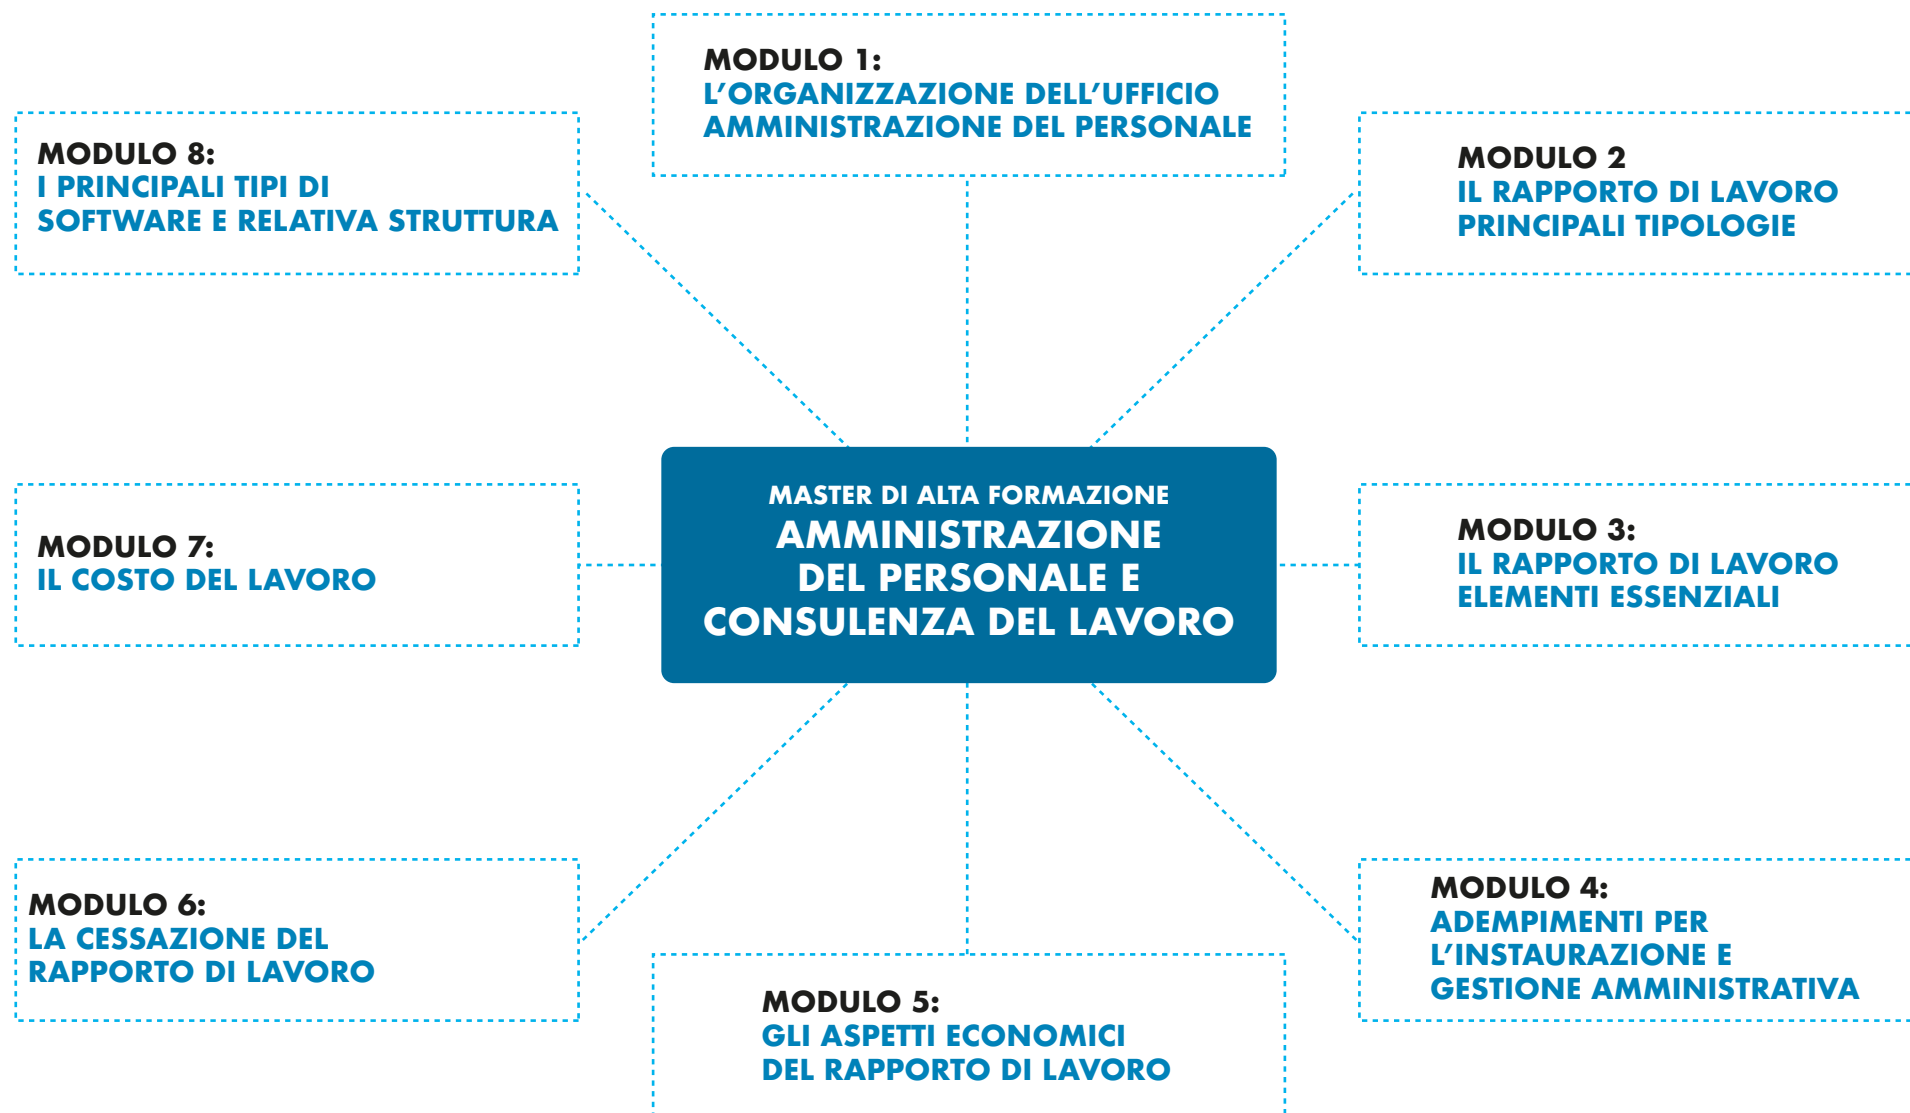 MODULO 1:
L'ORGANIZZAZIONE DELL'UFFICIO
AMMINISTRAZIONE DEL PERSONALE
MODULO 8:
I PRINCIPALI TIPI DI
SOFTWARE E RELATIVA STRUTTURA
MODULO 2
IL RAPPORTO DI LAVORO
PRINCIPALI TIPOLOGIE
MASTER DI ALTA FORMAZIONE
AMMINISTRAZIONE
DEL PERSONALE E
CONSULENZA DEL LAVORO
MODULO 7:
IL COSTO DEL LAVORO
MODULO 3:
IL RAPPORTO DI LAVORO
ELEMENTI ESSENZIALI
MODULO 6:
LA CESSAZIONE DEL
RAPPORTO DI LAVORO
MODULO 4:
ADEMPIMENTI PER
L'INSTAURAZIONE E
GESTIONE AMMINISTRATIVA
MODULO 5:
GLI ASPETTI ECONOMICI
DEL RAPPORTO DI LAVORO